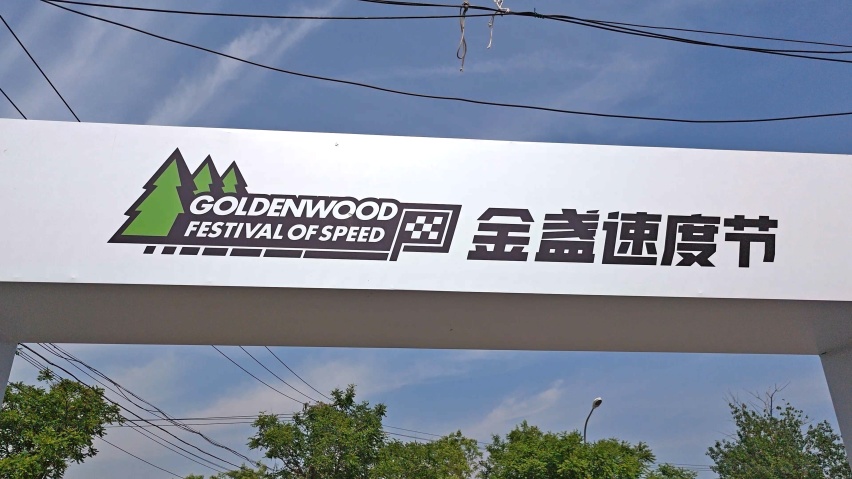 GOLDENWOOD
FESTIVAL OF SPEED
金盏速度节